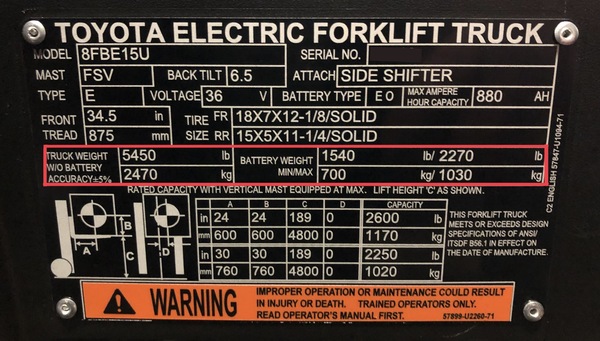 TOYOTA ELECTRIC FORKLIFT TRUCK
MODEL 8FBE15U SERIAL NO.
MAST FSV BACK TILT 6.5 ATTACH SIDE SHIFTER
TYPE E VOLTAGE 36 V BATTERY TYPE E O MAX AMPERE HOUR CAPACITY 880 AH
FRONT 34.5 in TIRE FR 18X7X12-1/8/SOLID
TREAD 875 mm SIZE RR 15X5X11-1/4/SOLID
TRUCK WEIGHT 5450 lb BATTERY WEIGHT 1540 lb/ 2270 lb
W/O BATTERY
ACCURACY±5% 2470 kg MIN/MAX 700 kg/ 1030 kg
RATED CAPACITY WITH VERTICAL MAST EQUIPPED AT MAX. LIFT HEIGHT 'C' AS SHOWN.
A B C D CAPACITY
in 24 24 189 0 2600 lb
mm 600 600 4800 0 1170 kg
in 30 30 189 0 2250 lb
mm 760 760 4800 0 1020 kg
A B C D
THIS FORKLIFT TRUCK
MEETS OR EXCEEDS DESIGN
SPECIFICATIONS OF ANSI/
ITSDF B56.1 IN EFFECT ON
THE DATE OF MANUFACTURE.
C2 ENGLISH 57847-U1094-71
WARNING
IMPROPER OPERATION OR MAINTENANCE COULD RESULT
IN INJURY OR DEATH. TRAINED OPERATORS ONLY.
READ OPERATOR'S MANUAL FIRST. 57899-U2260-71